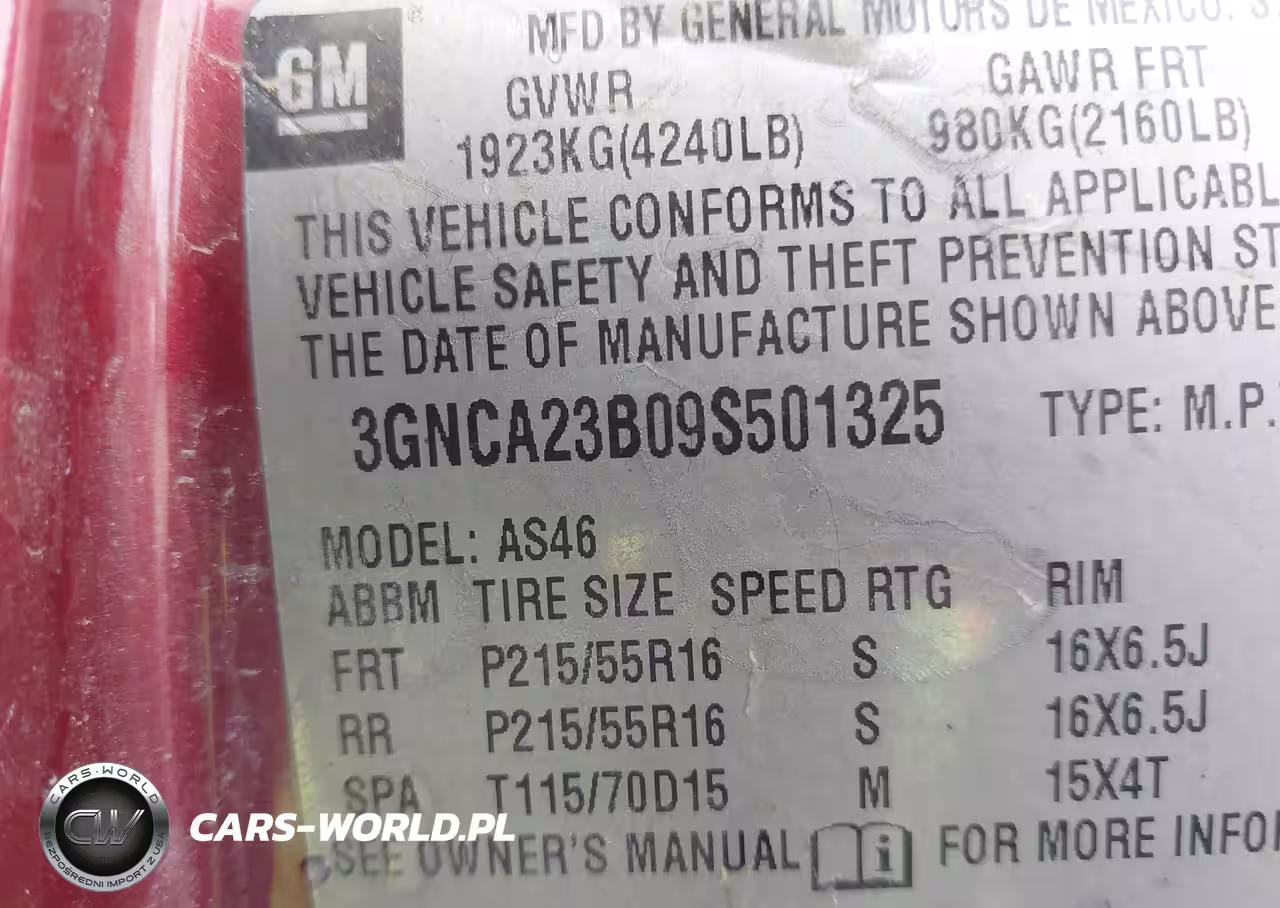 GM
MFD BY GENERAL MOTORS DE MEXICO. S.
GVWR GAWR FRT
1923KG(4240LB) 980KG(2160LB)
THIS VEHICLE CONFORMS TO ALL APPLICABL
VEHICLE SAFETY AND THEFT PREVENTION ST
THE DATE OF MANUFACTURE SHOWN ABOVE
3GNCA23B09S501325 TYPE: M.P.
MODEL: AS46
ABBM TIRE SIZE SPEED RTG RIM
FRT P215/55R16 S 16X6.5J
RR P215/55R16 S 16X6.5J
SPA T115/70D15 M 15X4T
SEE OWNER'S MANUAL i FOR MORE INFO
CARS-WORLD
CW
BEZPOŚREDNI IMPORT Z USA
CARS-WORLD.PL